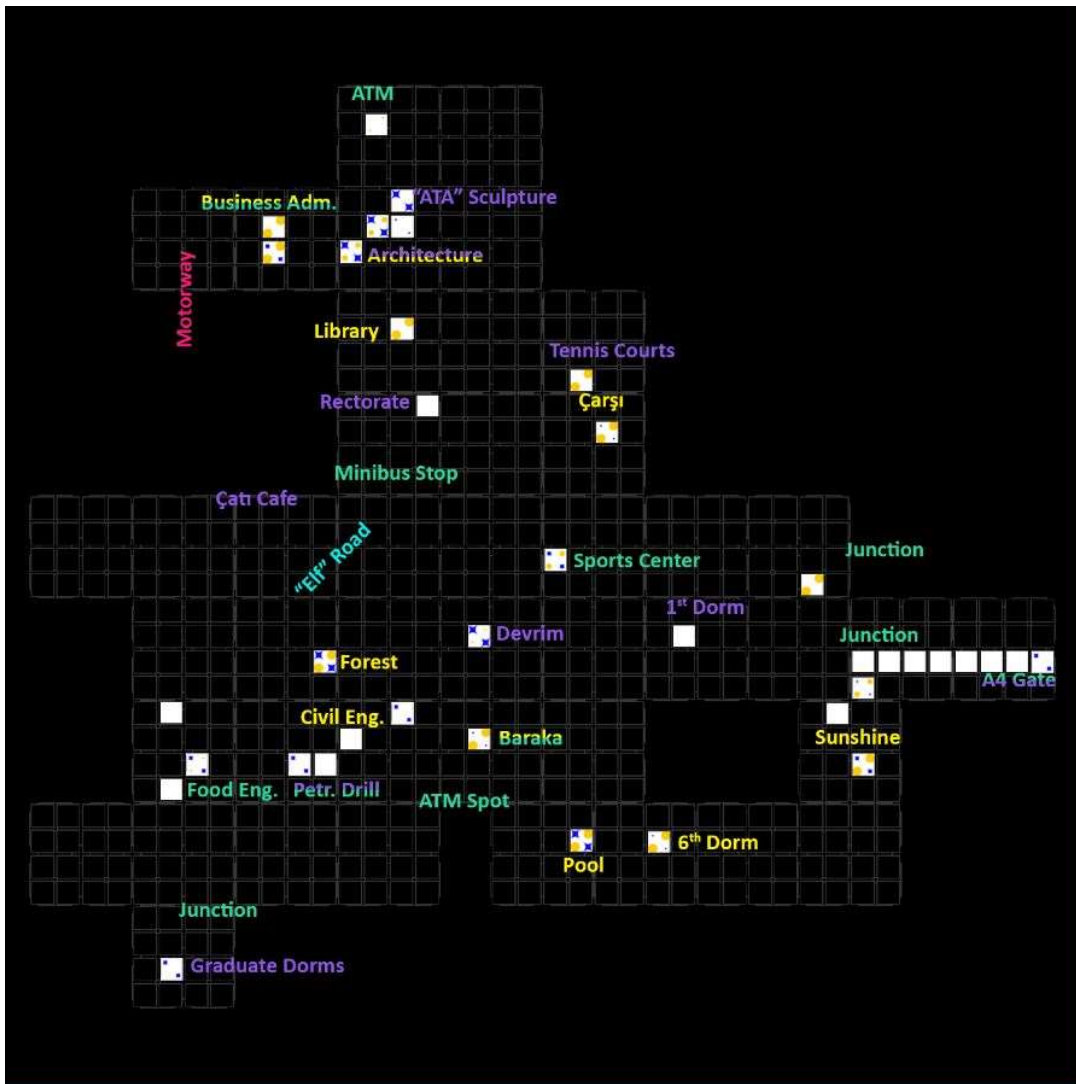 ATM
"ATA" Sculpture
Business Adm.
Architecture
Motorway
Library
Tennis Courts
Çarşı
Rectorate
Minibus Stop
Çatı Cafe
"Elf" Road
Sports Center
Junction
1st Dorm
Devrim
Junction
Forest
A4 Gate
Civil Eng.
Baraka
Sunshine
Food Eng.
Petr. Drill
ATM Spot
6th Dorm
Pool
Junction
Graduate Dorms